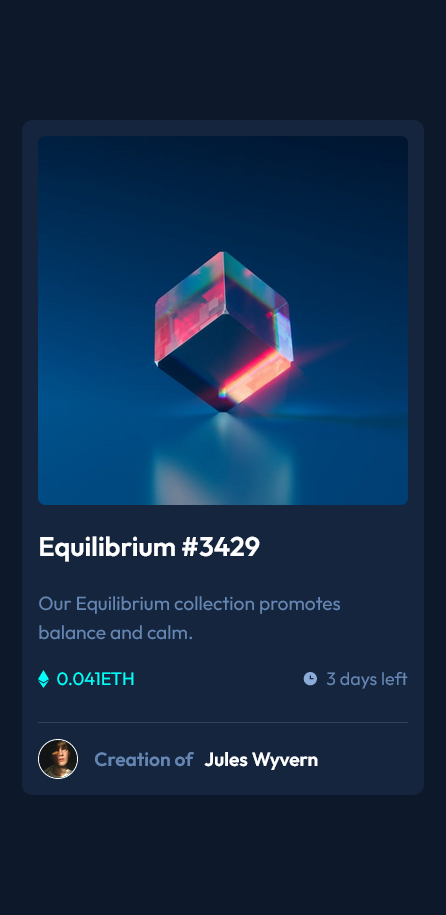 Equilibrium #3429
Our Equilibrium collection promotes
balance and calm.
0.041ETH
3 days left
Creation of Jules Wyvern